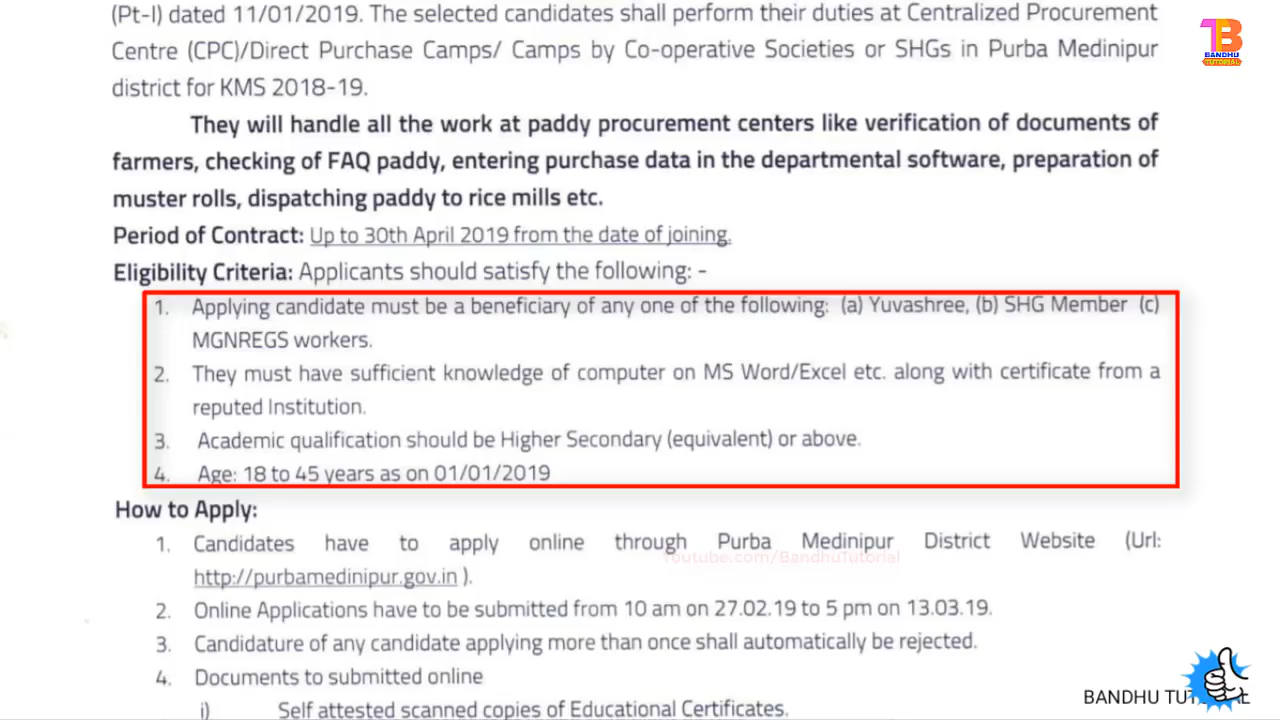 (Pt-I) dated 11/01/2019. The selected candidates shall perform their duties at Centralized Procurement
Centre (CPC)/Direct Purchase Camps/ Camps by Co-operative Societies or SHGs in Purba Medinipur
district for KMS 2018-19.
They will handle all the work at paddy procurement centers like verification of documents of
farmers, checking of FAQ paddy, entering purchase data in the departmental software, preparation of
muster rolls, dispatching paddy to rice mills etc.
Period of Contract: Up to 30th April 2019 from the date of joining.
Eligibility Criteria: Applicants should satisfy the following: -
1. Applying candidate must be a beneficiary of any one of the following: (a) Yuvashree, (b) SHG Member (c)
MGNREGS workers.
2. They must have sufficient knowledge of computer on MS Word/Excel etc. along with certificate from a
reputed Institution.
3. Academic qualification should be Higher Secondary (equivalent) or above.
4. Age: 18 to 45 years as on 01/01/2019
How to Apply:
1. Candidates have to apply online through Purba Medinipur District Website (Url:
http://purbamedinipur.gov.in ).
2. Online Applications have to be submitted from 10 am on 27.02.19 to 5 pm on 13.03.19.
3. Candidature of any candidate applying more than once shall automatically be rejected.
4. Documents to submitted online
i) Self attested scanned copies of Educational Certificates.
TB
BANDHU
TUTORIAL
Youtube.com/BandhuTutorial
BANDHU